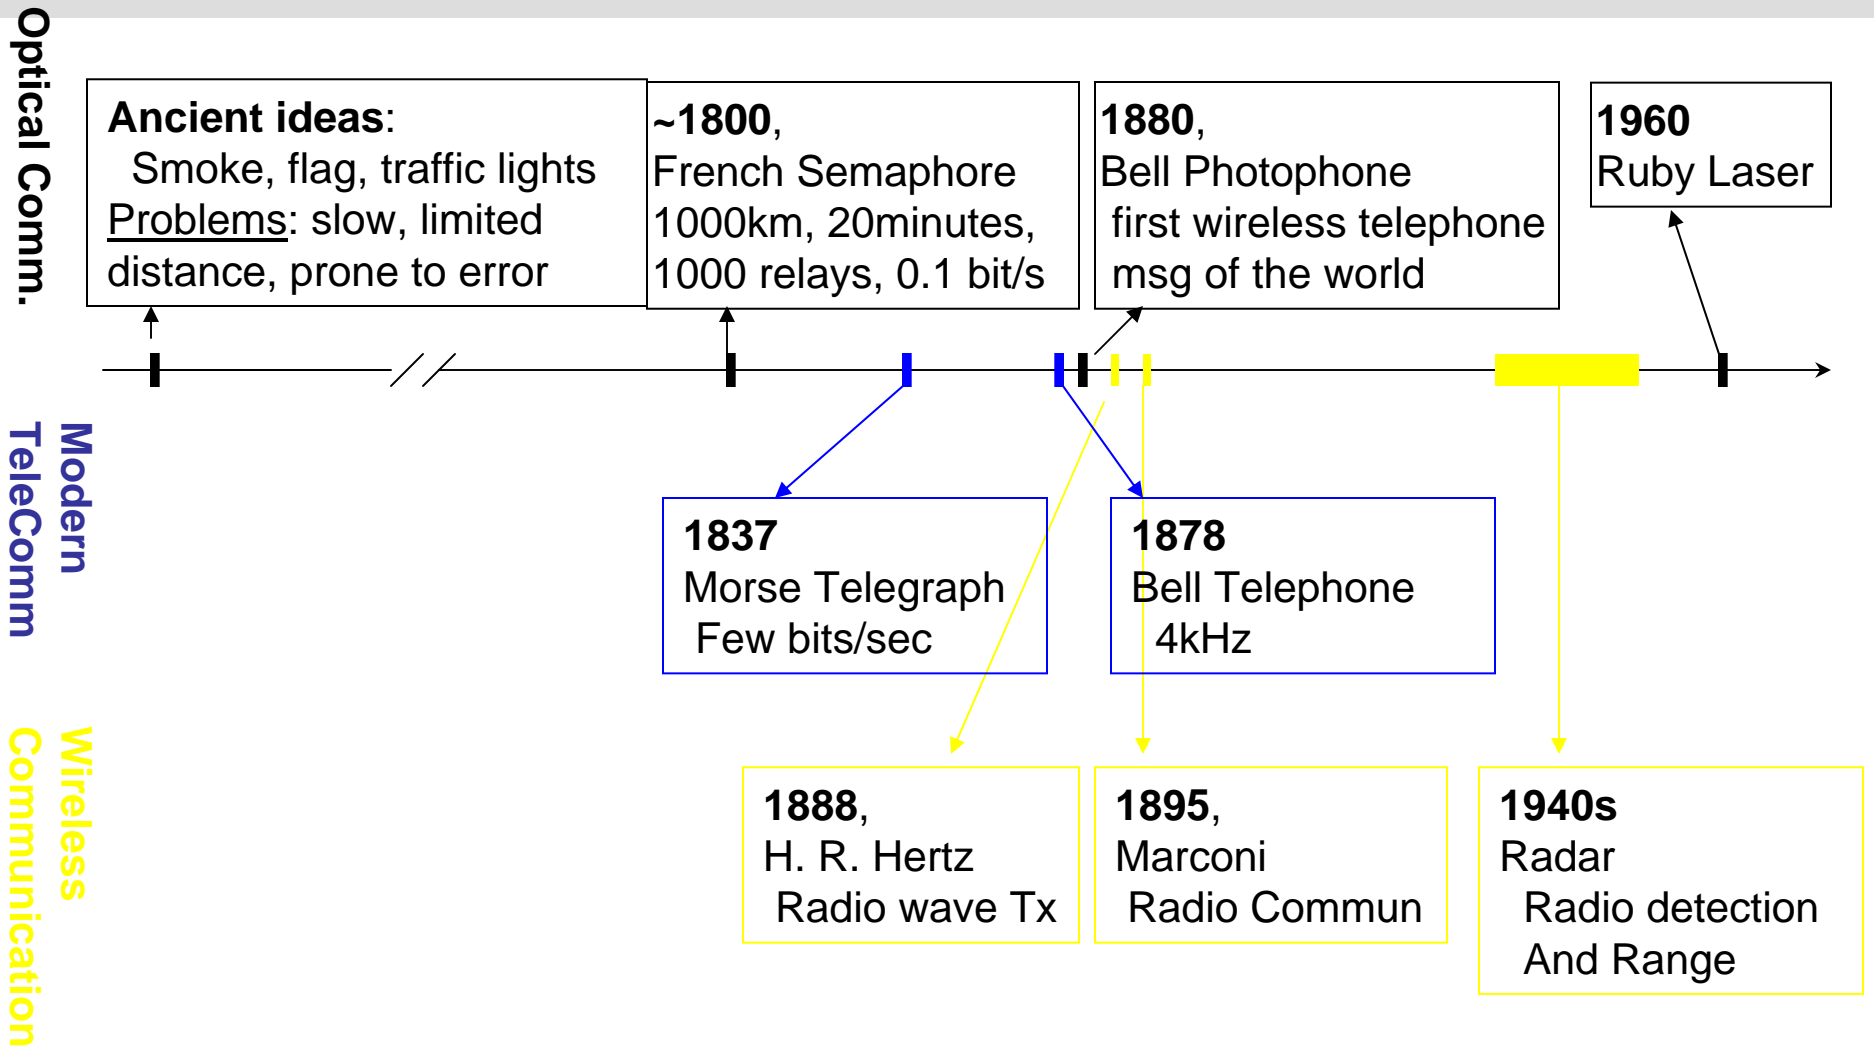 Optical Comm.
Ancient ideas:
Smoke, flag, traffic lights
Problems: slow, limited
distance, prone to error
~1800,
French Semaphore
1000km, 20minutes,
1000 relays, 0.1 bit/s
1880,
Bell Photophone
first wireless telephone
msg of the world
1960
Ruby Laser
Modern
TeleComm
1837
Morse Telegraph
Few bits/sec
1878
Bell Telephone
4kHz
Wireless
Communication
1888,
H. R. Hertz
Radio wave Tx
1895,
Marconi
Radio Commun
1940s
Radar
Radio detection
And Range